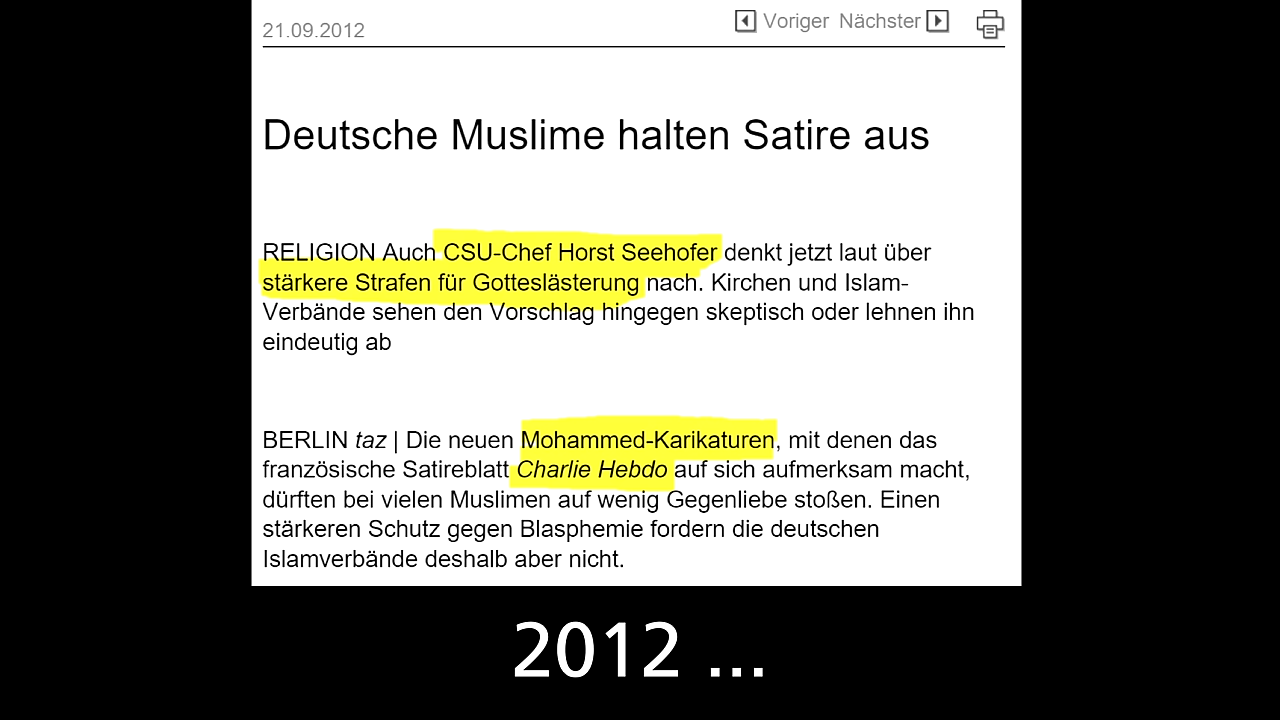 21.09.2012
Voriger Nächster
Deutsche Muslime halten Satire aus
RELIGION Auch CSU-Chef Horst Seehofer denkt jetzt laut über
stärkere Strafen für Gotteslästerung nach. Kirchen und Islam-
Verbände sehen den Vorschlag hingegen skeptisch oder lehnen ihn
eindeutig ab
BERLIN taz | Die neuen Mohammed-Karikaturen, mit denen das
französische Satireblatt Charlie Hebdo auf sich aufmerksam macht,
dürften bei vielen Muslimen auf wenig Gegenliebe stoßen. Einen
stärkeren Schutz gegen Blasphemie fordern die deutschen
Islamverbände deshalb aber nicht.
2012 ...